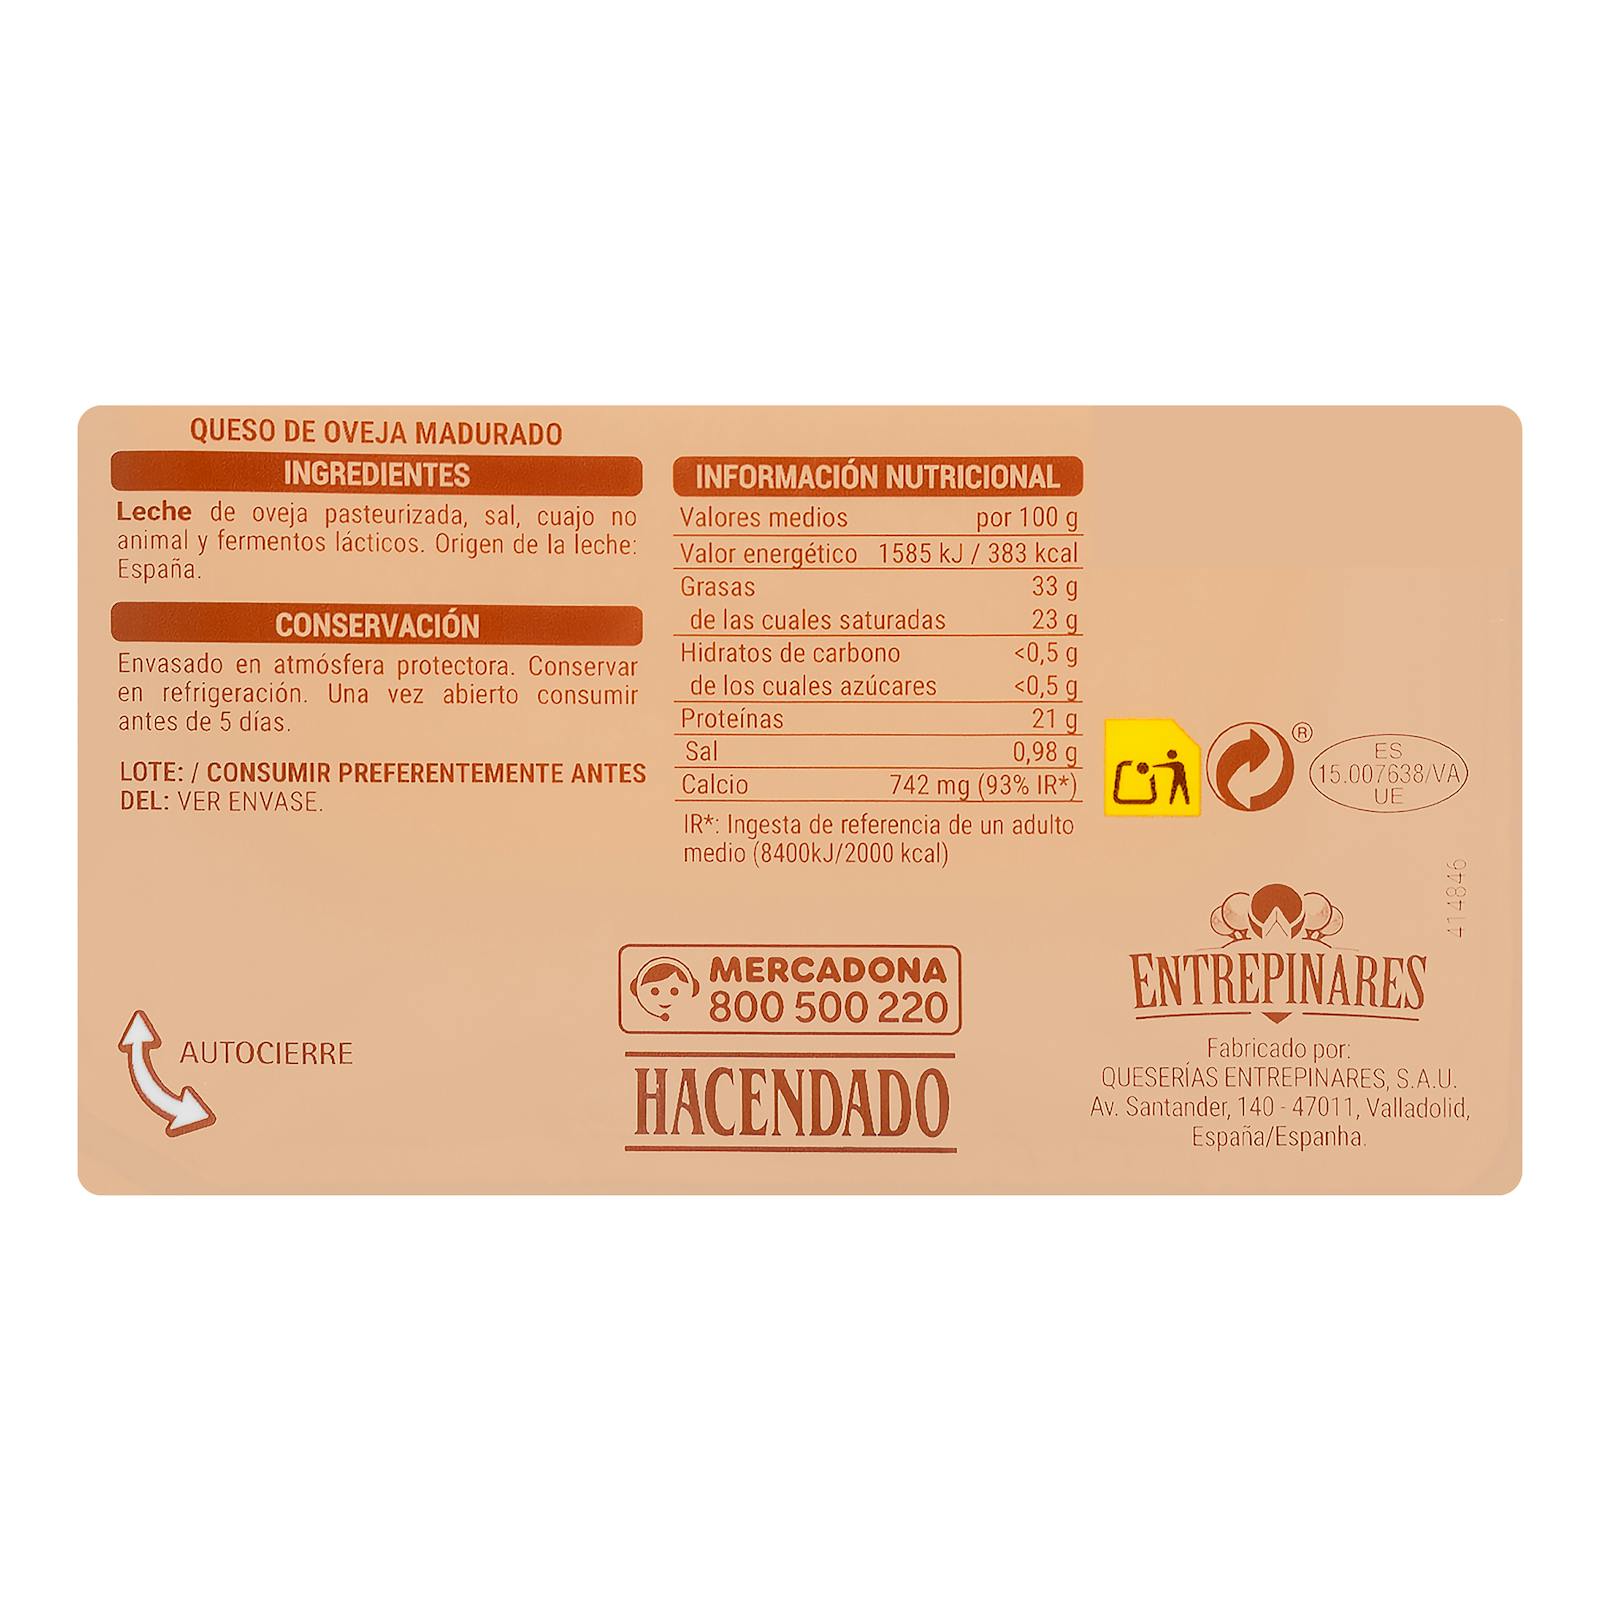 QUESO DE OVEJA MADURADO
INGREDIENTES
Leche de oveja pasteurizada, sal, cuajo no
animal y fermentos lácticos. Origen de la leche:
España.
CONSERVACIÓN
Envasado en atmósfera protectora. Conservar
en refrigeración. Una vez abierto consumir
antes de 5 días.
LOTE: / CONSUMIR PREFERENTEMENTE ANTES
DEL: VER ENVASE.
AUTOCIERRE
INFORMACIÓN NUTRICIONAL
Valores medios por 100 g
Valor energético 1585 kJ / 383 kcal
Grasas 33 g
de las cuales saturadas 23 g
Hidratos de carbono <0,5 g
de los cuales azúcares <0,5 g
Proteínas 21 g
Sal 0,98 g
Calcio 742 mg (93% IR*)
IR*: Ingesta de referencia de un adulto
medio (8400kJ/2000 kcal)
MERCADONA
800 500 220
HACENDADO
®
ES
15.007638/VA
UE
414846
ENTREPINARES
Fabricado por:
QUESERÍAS ENTREPINARES, S.A.U.
Av. Santander, 140 - 47011, Valladolid,
España/Espanha.